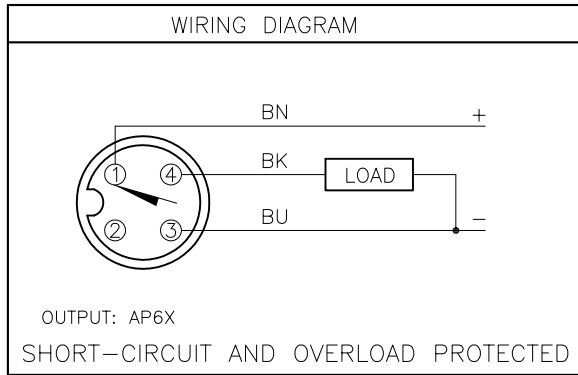 WIRING DIAGRAM
BN +
1 4 BK LOAD
2 3 BU -
OUTPUT: AP6X
SHORT-CIRCUIT AND OVERLOAD PROTECTED